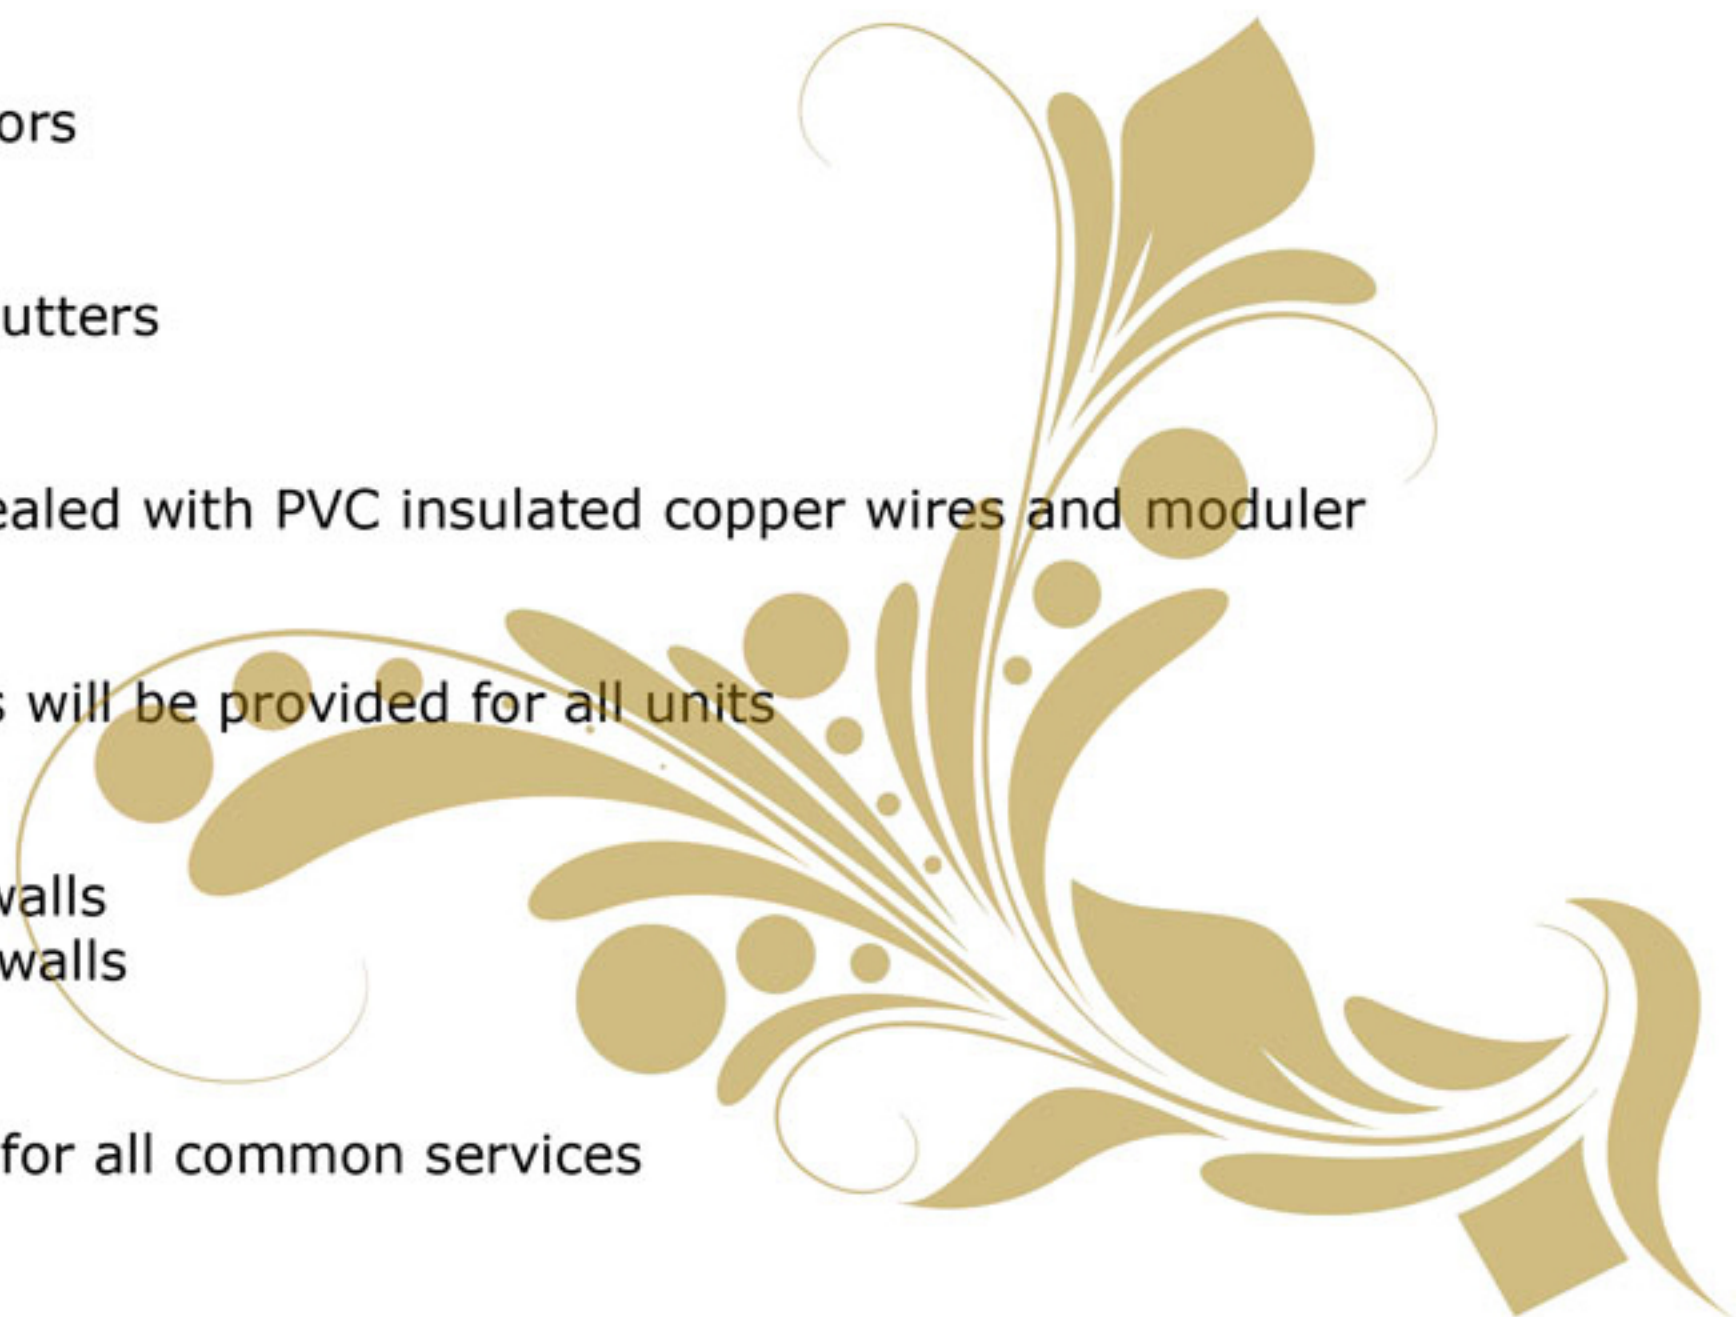 ors
utters
ealed with PVC insulated copper wires and moduler
s will be provided for all units
walls
walls
for all common services